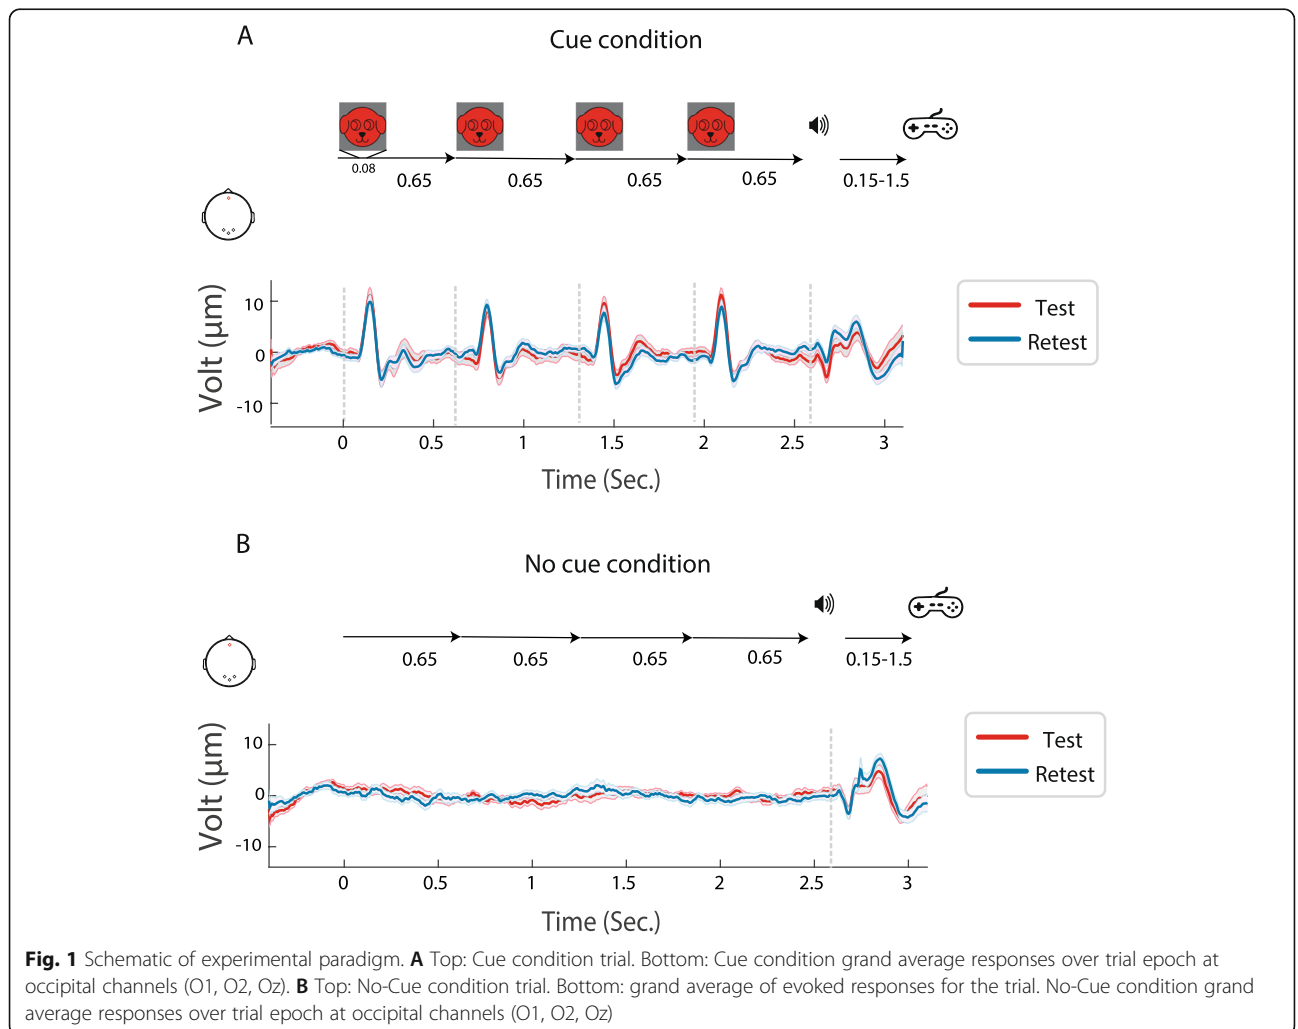 A
Cue condition
0.08
0.65
0.65
0.65
0.65
0.15-1.5
Volt (µm)
10
0
-10
Test
Retest
0
0.5
1
1.5
2
2.5
3
Time (Sec.)
B
No cue condition
0.65
0.65
0.65
0.65
0.15-1.5
Volt (µm)
10
0
-10
Test
Retest
0
0.5
1
1.5
2
2.5
3
Time (Sec.)
Fig. 1 Schematic of experimental paradigm. A Top: Cue condition trial. Bottom: Cue condition grand average responses over trial epoch at
occipital channels (O1, O2, Oz). B Top: No-Cue condition trial. Bottom: grand average of evoked responses for the trial. No-Cue condition grand
average responses over trial epoch at occipital channels (O1, O2, Oz)